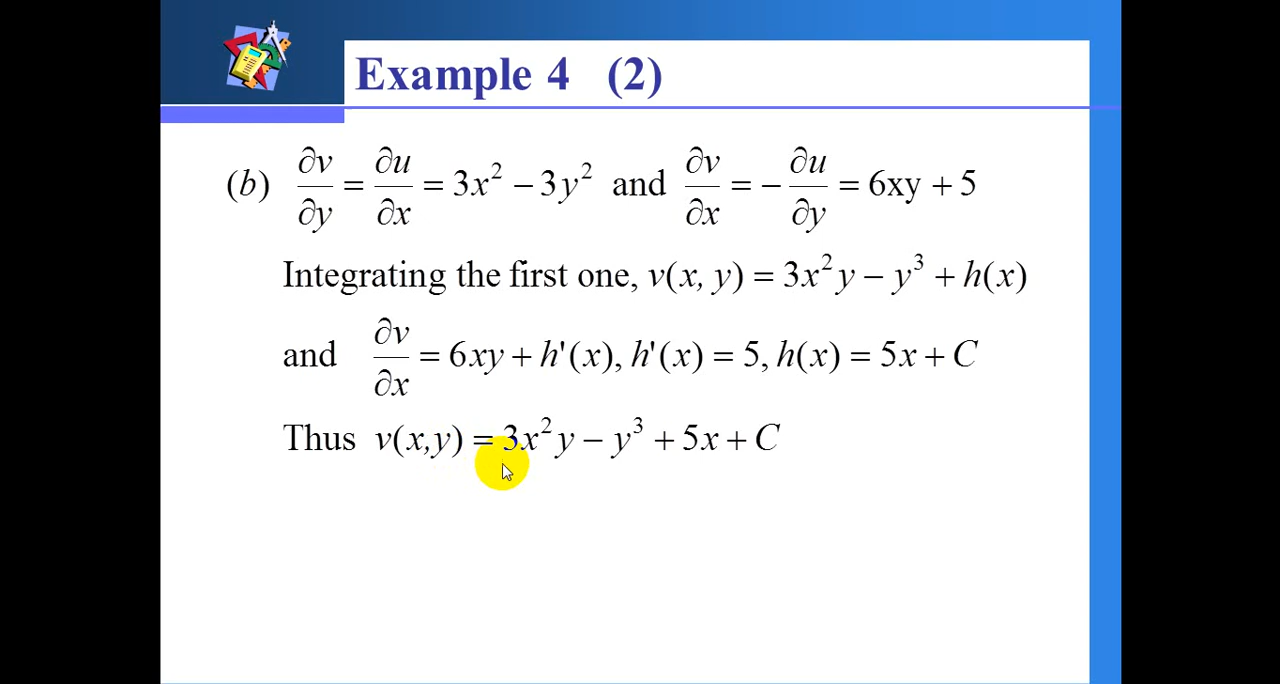 Example 4 (2)
(b) ∂v/∂y = ∂u/∂x = 3x² − 3y² and ∂v/∂x = −∂u/∂y = 6xy + 5
Integrating the first one, v(x, y) = 3x²y − y³ + h(x)
and ∂v/∂x = 6xy + h'(x), h'(x) = 5, h(x) = 5x + C
Thus v(x,y) = 3x²y − y³ + 5x + C